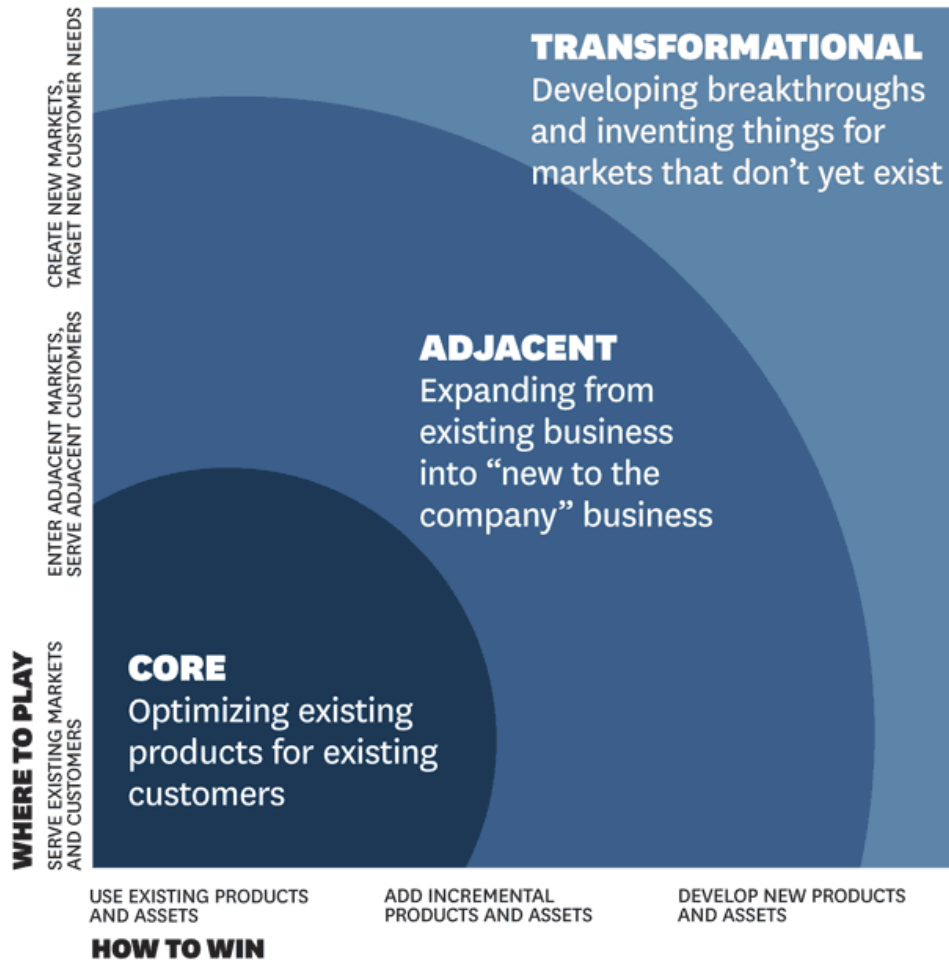 TRANSFORMATIONAL
Developing breakthroughs
and inventing things for
markets that don’t yet exist
ADJACENT
Expanding from
existing business
into “new to the
company” business
CORE
Optimizing existing
products for existing
customers
WHERE TO PLAY
CREATE NEW MARKETS,
TARGET NEW CUSTOMER NEEDS
ENTER ADJACENT MARKETS,
SERVE ADJACENT CUSTOMERS
SERVE EXISTING MARKETS
AND CUSTOMERS
USE EXISTING PRODUCTS
AND ASSETS
ADD INCREMENTAL
PRODUCTS AND ASSETS
DEVELOP NEW PRODUCTS
AND ASSETS
HOW TO WIN